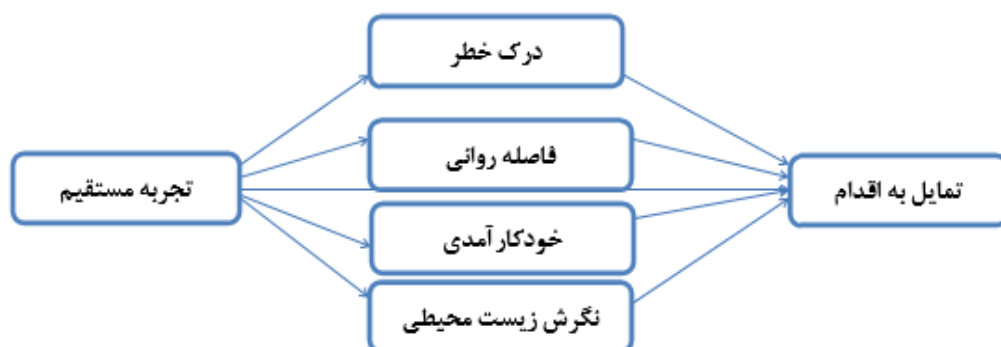 درک خطر
فاصله روانی
تجربه مستقیم
تمایل به اقدام
خودکارآمدی
نگرش زیست محیطی